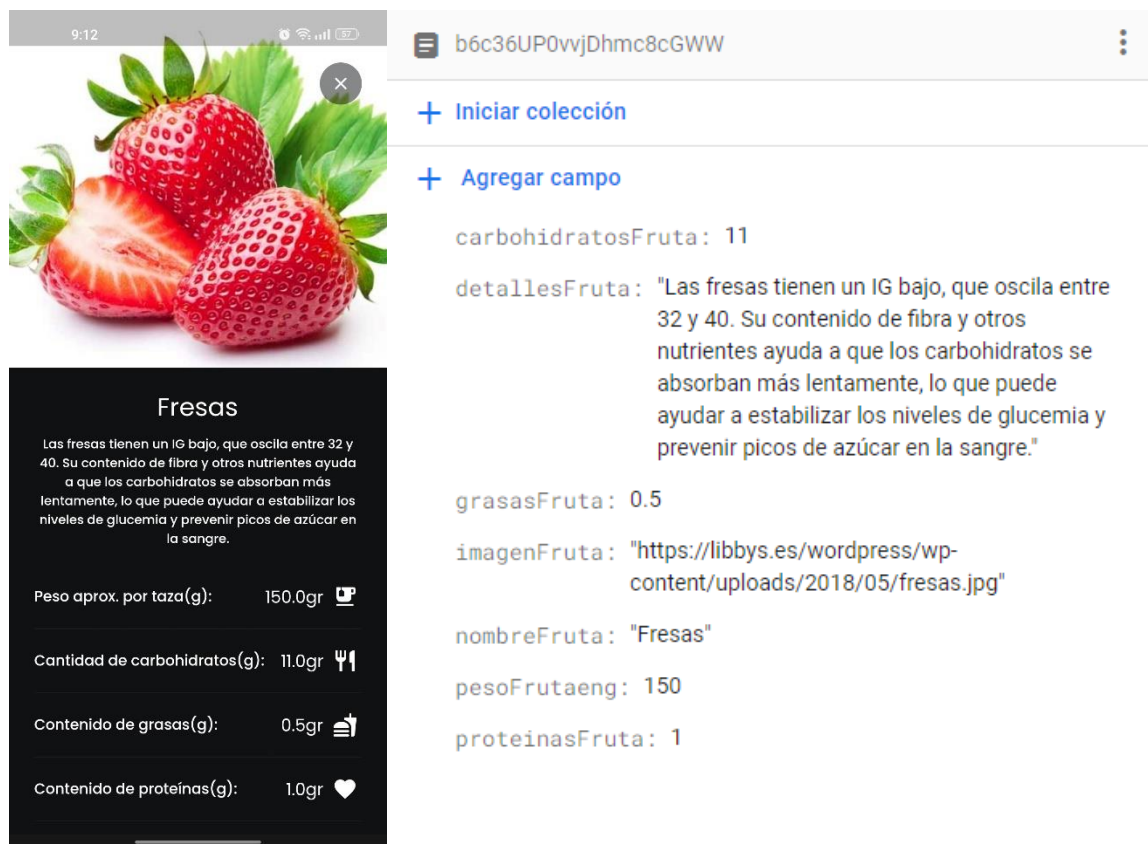 9:12
57
Fresas
Las fresas tienen un IG bajo, que oscila entre 32 y
40. Su contenido de fibra y otros nutrientes ayuda
a que los carbohidratos se absorban más
lentamente, lo que puede ayudar a estabilizar los
niveles de glucemia y prevenir picos de azúcar en
la sangre.
Peso aprox. por taza(g): 150.0gr
Cantidad de carbohidratos(g): 11.0gr
Contenido de grasas(g): 0.5gr
Contenido de proteínas(g): 1.0gr
b6c36UP0vvjDhmc8cGWW
Iniciar colección
Agregar campo
carbohidratosFruta: 11
detallesFruta: "Las fresas tienen un IG bajo, que oscila entre
32 y 40. Su contenido de fibra y otros
nutrientes ayuda a que los carbohidratos se
absorban más lentamente, lo que puede
ayudar a estabilizar los niveles de glucemia y
prevenir picos de azúcar en la sangre."
grasasFruta: 0.5
imagenFruta: "https://libbys.es/wordpress/wp-
content/uploads/2018/05/fresas.jpg"
nombreFruta: "Fresas"
pesoFrutaeng: 150
proteinasFruta: 1